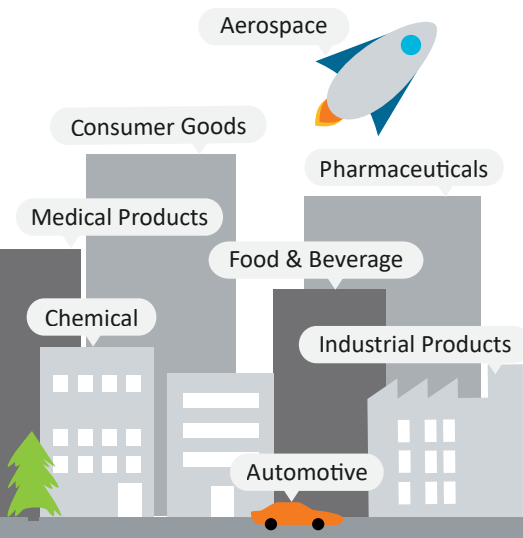 Aerospace
Consumer Goods
Pharmaceuticals
Medical Products
Food & Beverage
Chemical
Industrial Products
Automotive